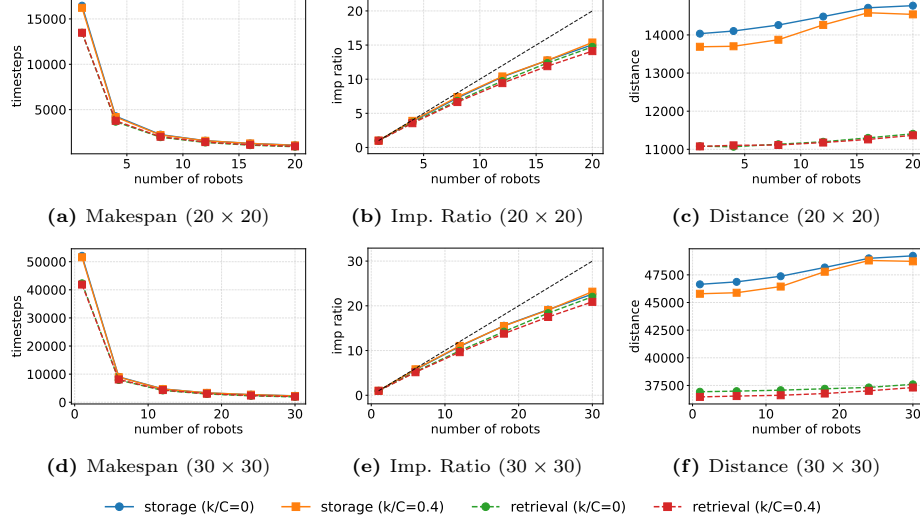 15000
10000
5000
timesteps
5
10
15
20
number of robots
20
15
10
5
0
imp ratio
5
10
15
20
number of robots
14000
13000
12000
11000
distance
5
10
15
20
number of robots
(a) Makespan (20 × 20)
(b) Imp. Ratio (20 × 20)
(c) Distance (20 × 20)
50000
40000
30000
20000
10000
0
timesteps
0
10
20
30
number of robots
30
20
10
0
imp ratio
0
10
20
30
number of robots
47500
45000
42500
40000
37500
distance
0
10
20
30
number of robots
(d) Makespan (30 × 30)
(e) Imp. Ratio (30 × 30)
(f) Distance (30 × 30)
storage (k/C=0) storage (k/C=0.4) retrieval (k/C=0) retrieval (k/C=0.4)